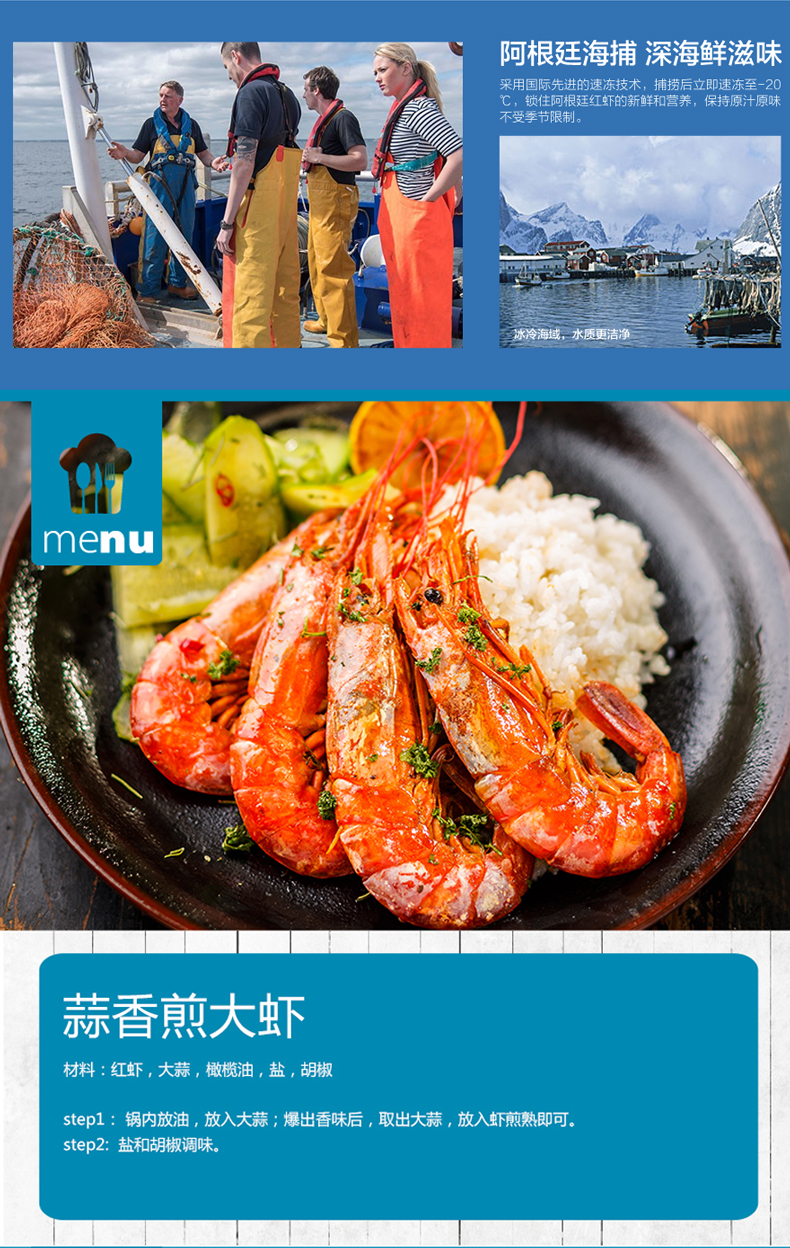 阿根廷海捕 深海鲜滋味
采用国际先进的速冻技术，捕捞后立即速冻至-20
℃，锁住阿根廷红虾的新鲜和营养，保持原汁原味
不受季节限制。
冰冷海域，水质更洁净
menu
蒜香煎大虾
材料：红虾，大蒜，橄榄油，盐，胡椒
step1： 锅内放油，放入大蒜；爆出香味后，取出大蒜，放入虾煎熟即可。
step2: 盐和胡椒调味。